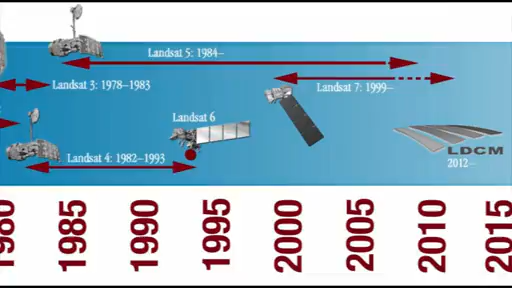 Landsat 5: 1984–
Landsat 3: 1978–1983
Landsat 7: 1999–
Landsat 6
Landsat 4: 1982–1993
LDCM
2012–
1980 1985 1990 1995 2000 2005 2010 2015